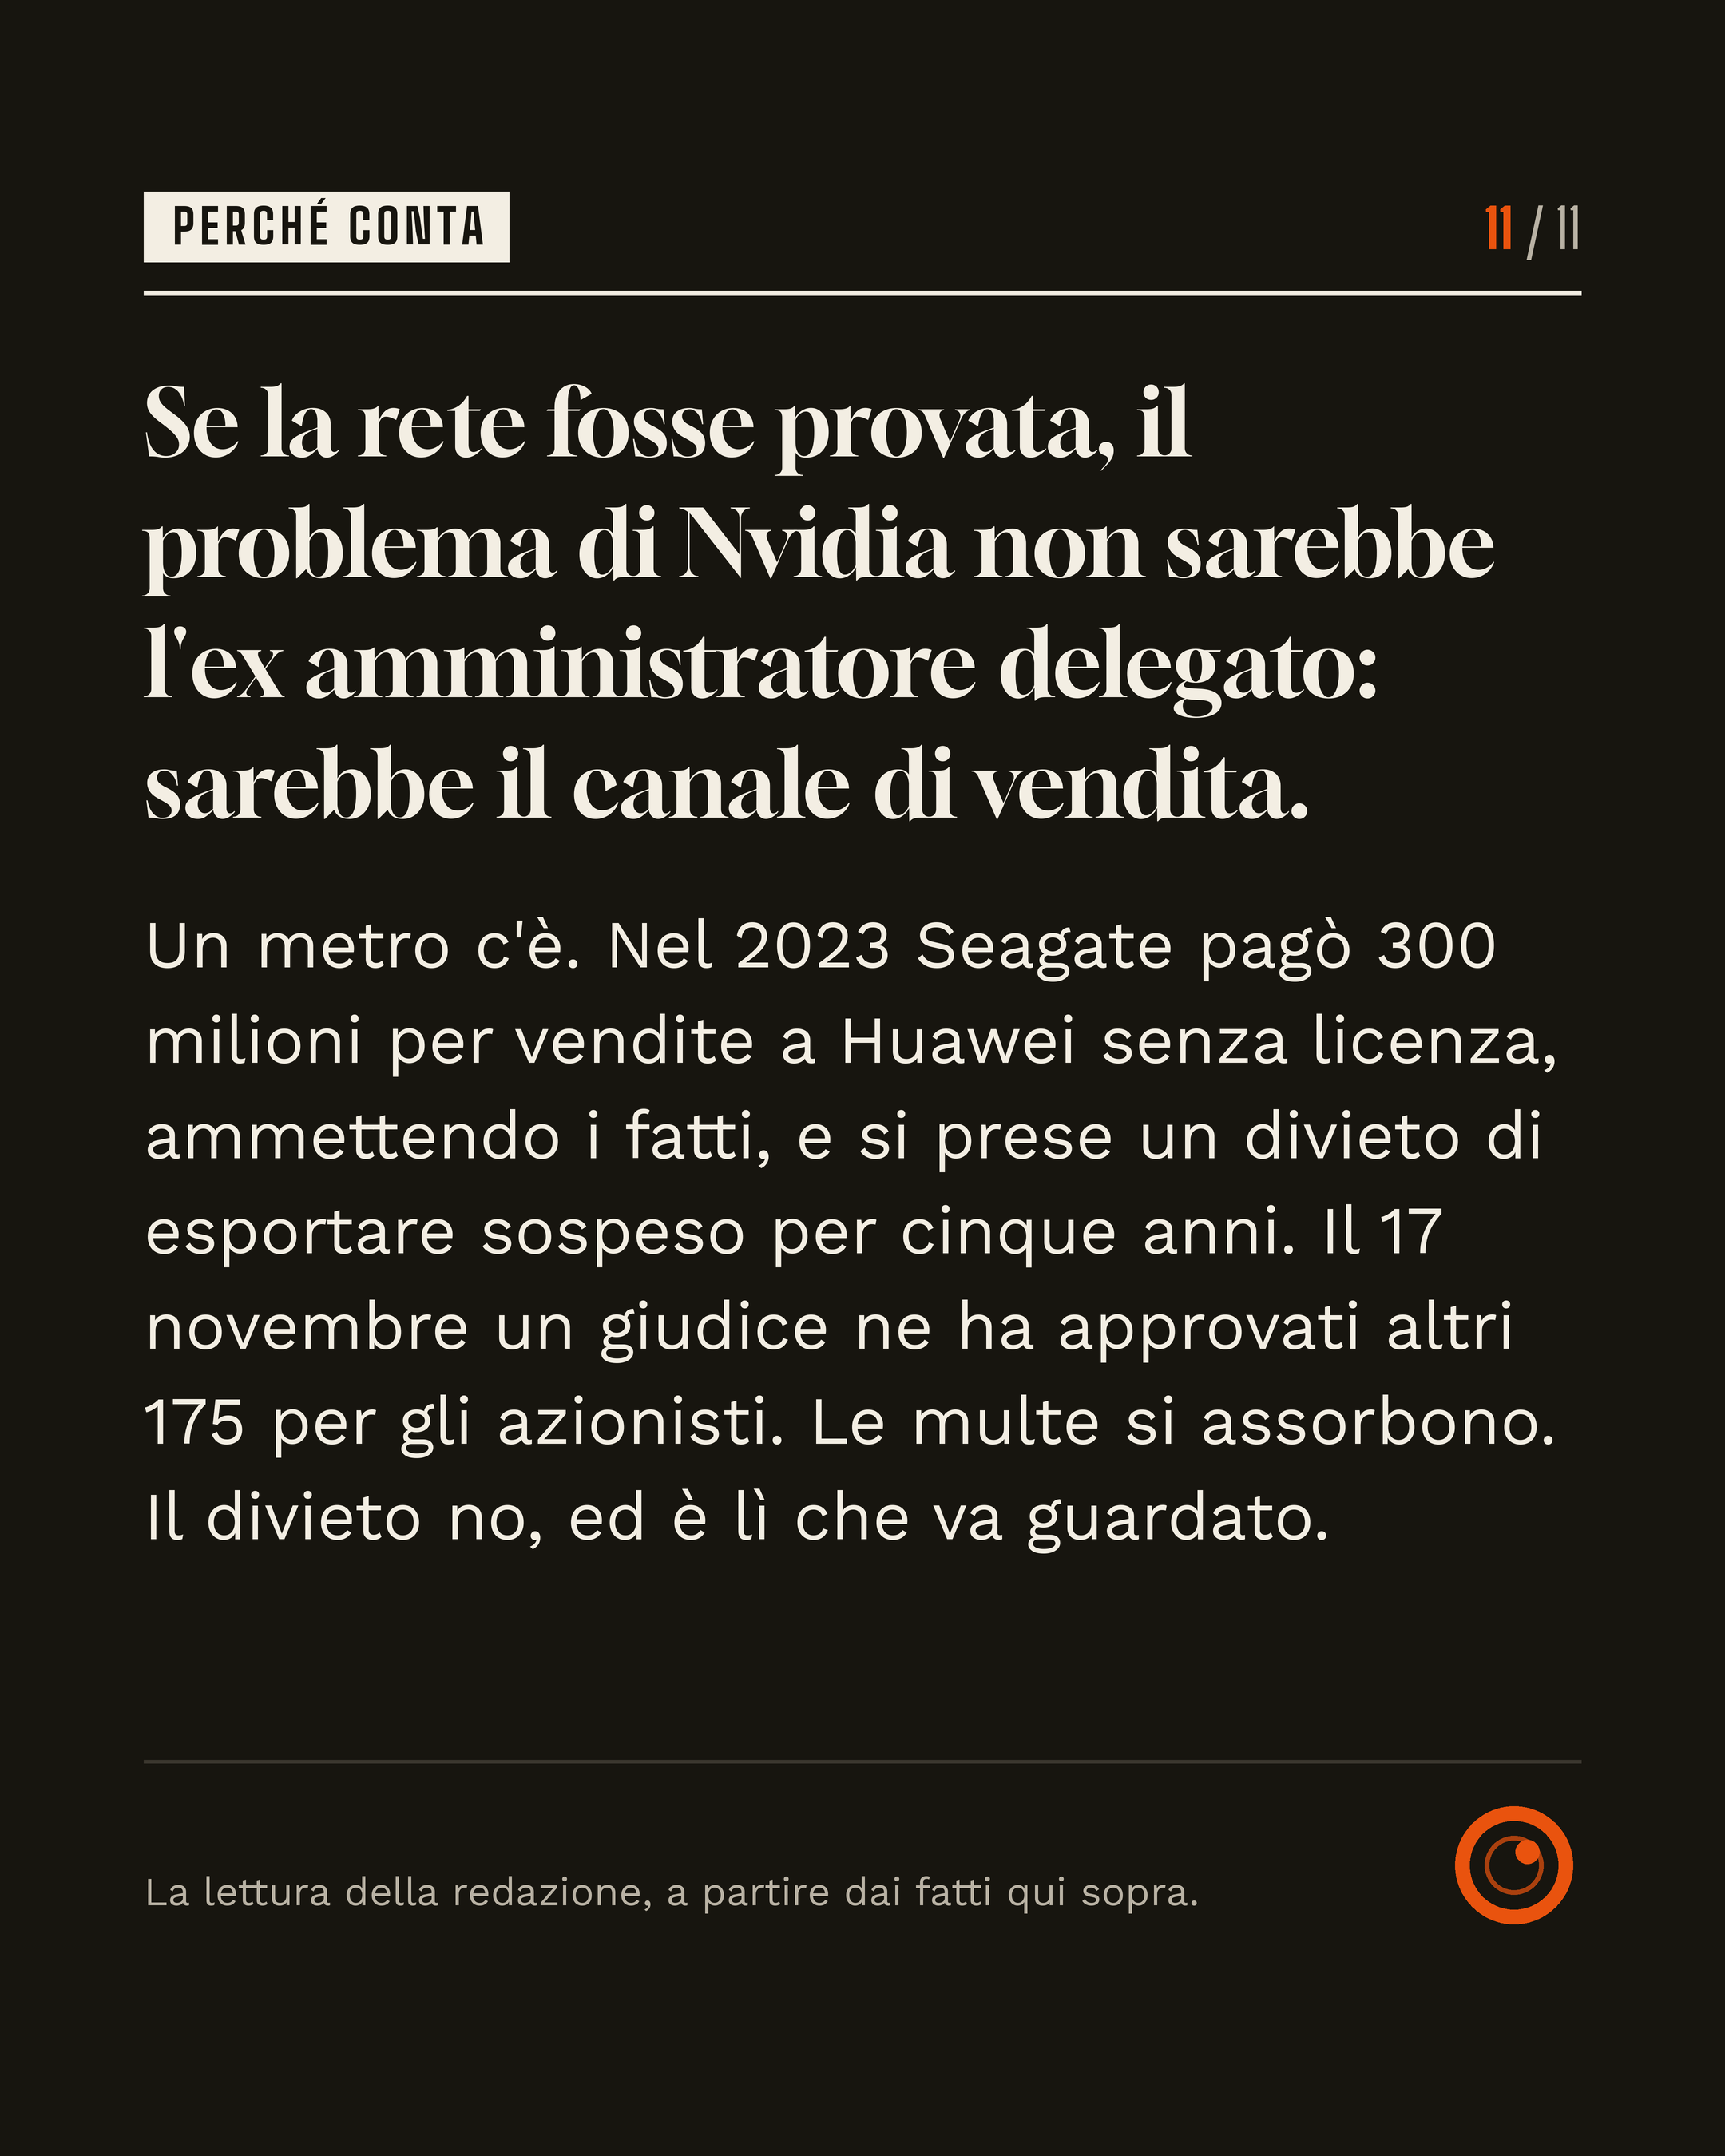 PERCHÉ CONTA
11 / 11
Se la rete fosse provata, il
problema di Nvidia non sarebbe
l'ex amministratore delegato:
sarebbe il canale di vendita.
Un metro c'è. Nel 2023 Seagate pagò 300
milioni per vendite a Huawei senza licenza,
ammettendo i fatti, e si prese un divieto di
esportare sospeso per cinque anni. Il 17
novembre un giudice ne ha approvati altri
175 per gli azionisti. Le multe si assorbono.
Il divieto no, ed è lì che va guardato.
La lettura della redazione, a partire dai fatti qui sopra.